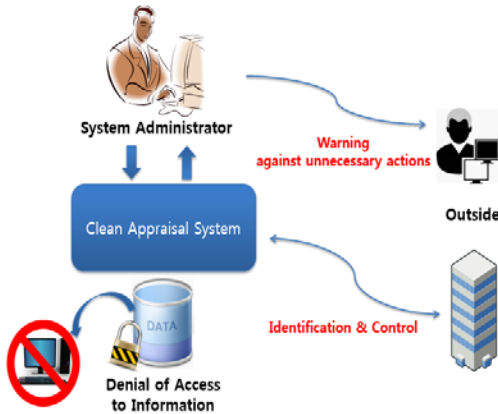 System Administrator
Warning
against unnecessary actions
Outside
Clean Appraisal System
DATA
Identification & Control
Denial of Access
to Information